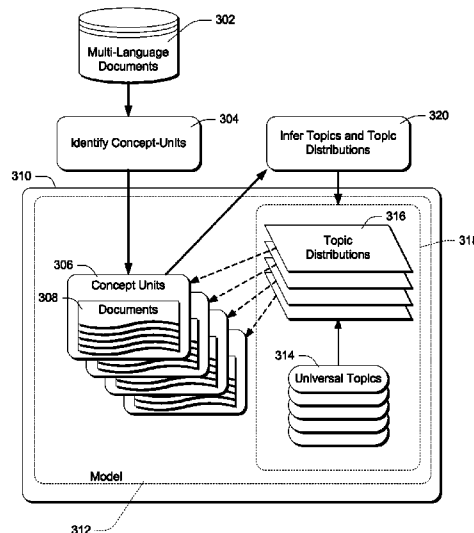 302
Multi-Language
Documents
304
320
Identify Concept-Units
Infer Topics and Topic
Distributions
310
316
318
Topic
Distributions
306
Concept Units
308
Documents
314
Universal Topics
Model
312